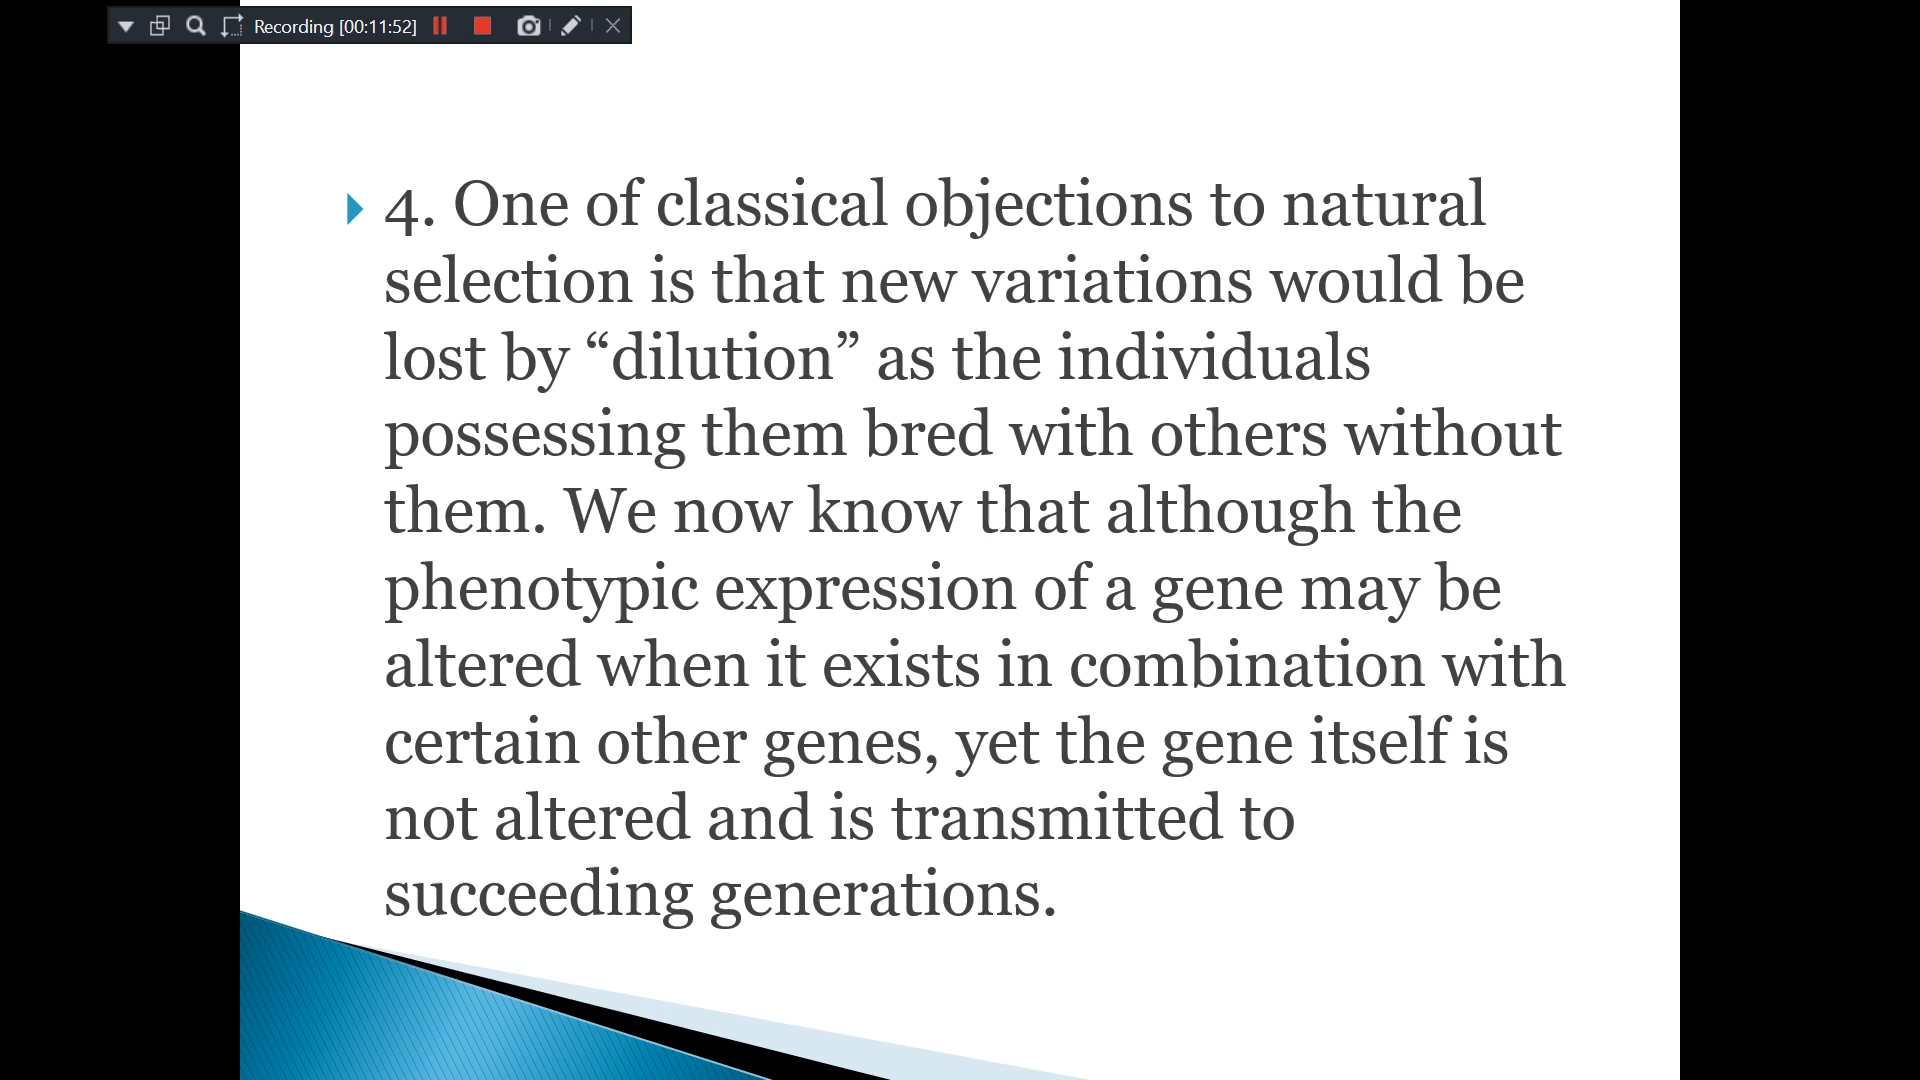 Recording [00:11:52]
4. One of classical objections to natural
selection is that new variations would be
lost by “dilution” as the individuals
possessing them bred with others without
them. We now know that although the
phenotypic expression of a gene may be
altered when it exists in combination with
certain other genes, yet the gene itself is
not altered and is transmitted to
succeeding generations.